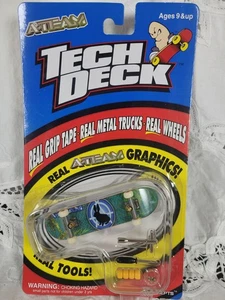 A-TEAM
Ages 9 & up
TECH
DECK
REAL GRIP TAPE REAL METAL TRUCKS REAL WHEELS
REAL A-TEAM GRAPHICS!
REAL TOOLS!
WARNING: CHOKING HAZARD